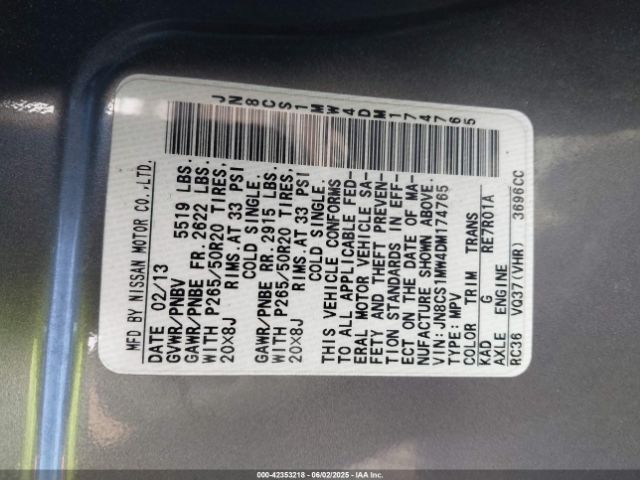 JN8CS1MW4DM174765
MFD BY NISSAN MOTOR CO.,LTD.
DATE 02/13
GVWR/PNBV 5519 LBS.
GAWR/PNBE FR. 2622 LBS.
WITH P265/50R20 TIRES,
20X8J RIMS.AT 33 PSI
COLD SINGLE.
GAWR/PNBE RR. 2915 LBS.
WITH P265/50R20 TIRES,
20X8J RIMS.AT 33 PSI
COLD SINGLE.
THIS VEHICLE CONFORMS
TO ALL APPLICABLE FED-
ERAL MOTOR VEHICLE SA-
FETY AND THEFT PREVEN-
TION STANDARDS IN EFF-
ECT ON THE DATE OF MA-
NUFACTURE SHOWN ABOVE.
VIN:JN8CS1MW4DM174765
TYPE:MPV
COLOR TRIM TRANS
KAD G RE7R01A
AXLE ENGINE
RC36 VQ37(VHR) 3696CC
000-42353218 - 06/02/2025 - IAAI